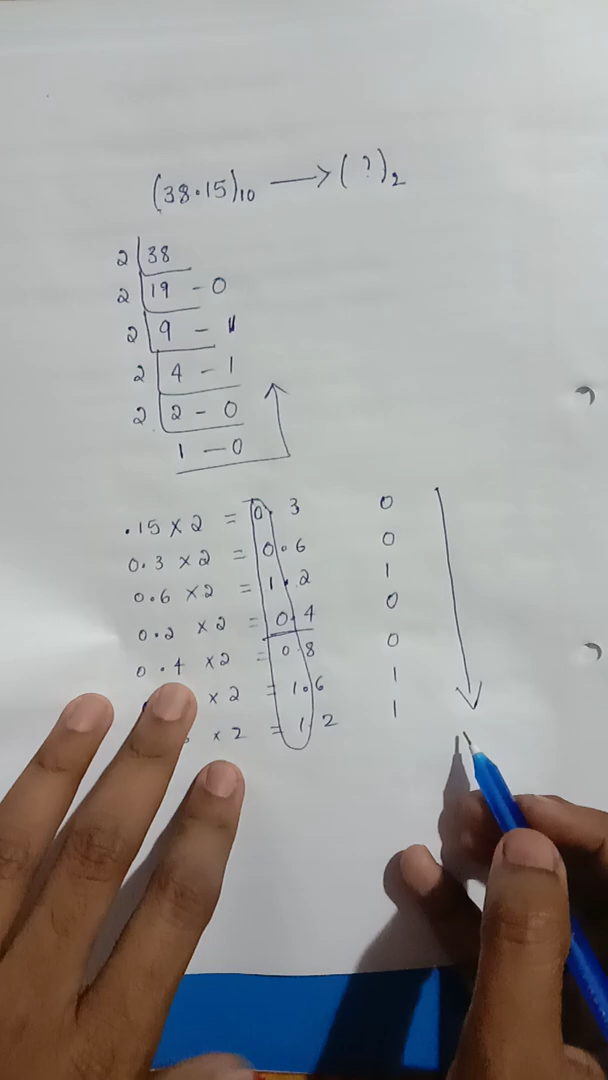 (38.15)10 → (?)2
2 38
2 19 - 0
2 9 - 1
2 4 - 1
2 2 - 0
1 - 0
.15 × 2 = 0.3 0
0.3 × 2 = 0.6 0
0.6 × 2 = 1.2 1
0.2 × 2 = 0.4 0
0.4 × 2 = 0.8 0
× 2 = 1.6 1
× 2 = 1.2 1